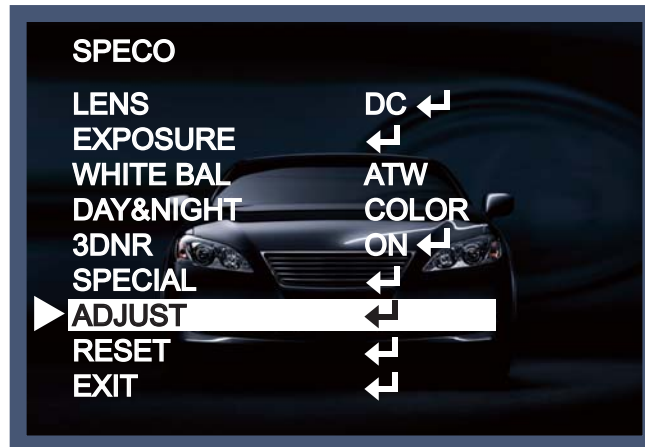 SPECO
LENS DC ↵
EXPOSURE ↵
WHITE BAL ATW
DAY&NIGHT COLOR
3DNR ON ↵
SPECIAL ↵
ADJUST ↵
RESET ↵
EXIT ↵